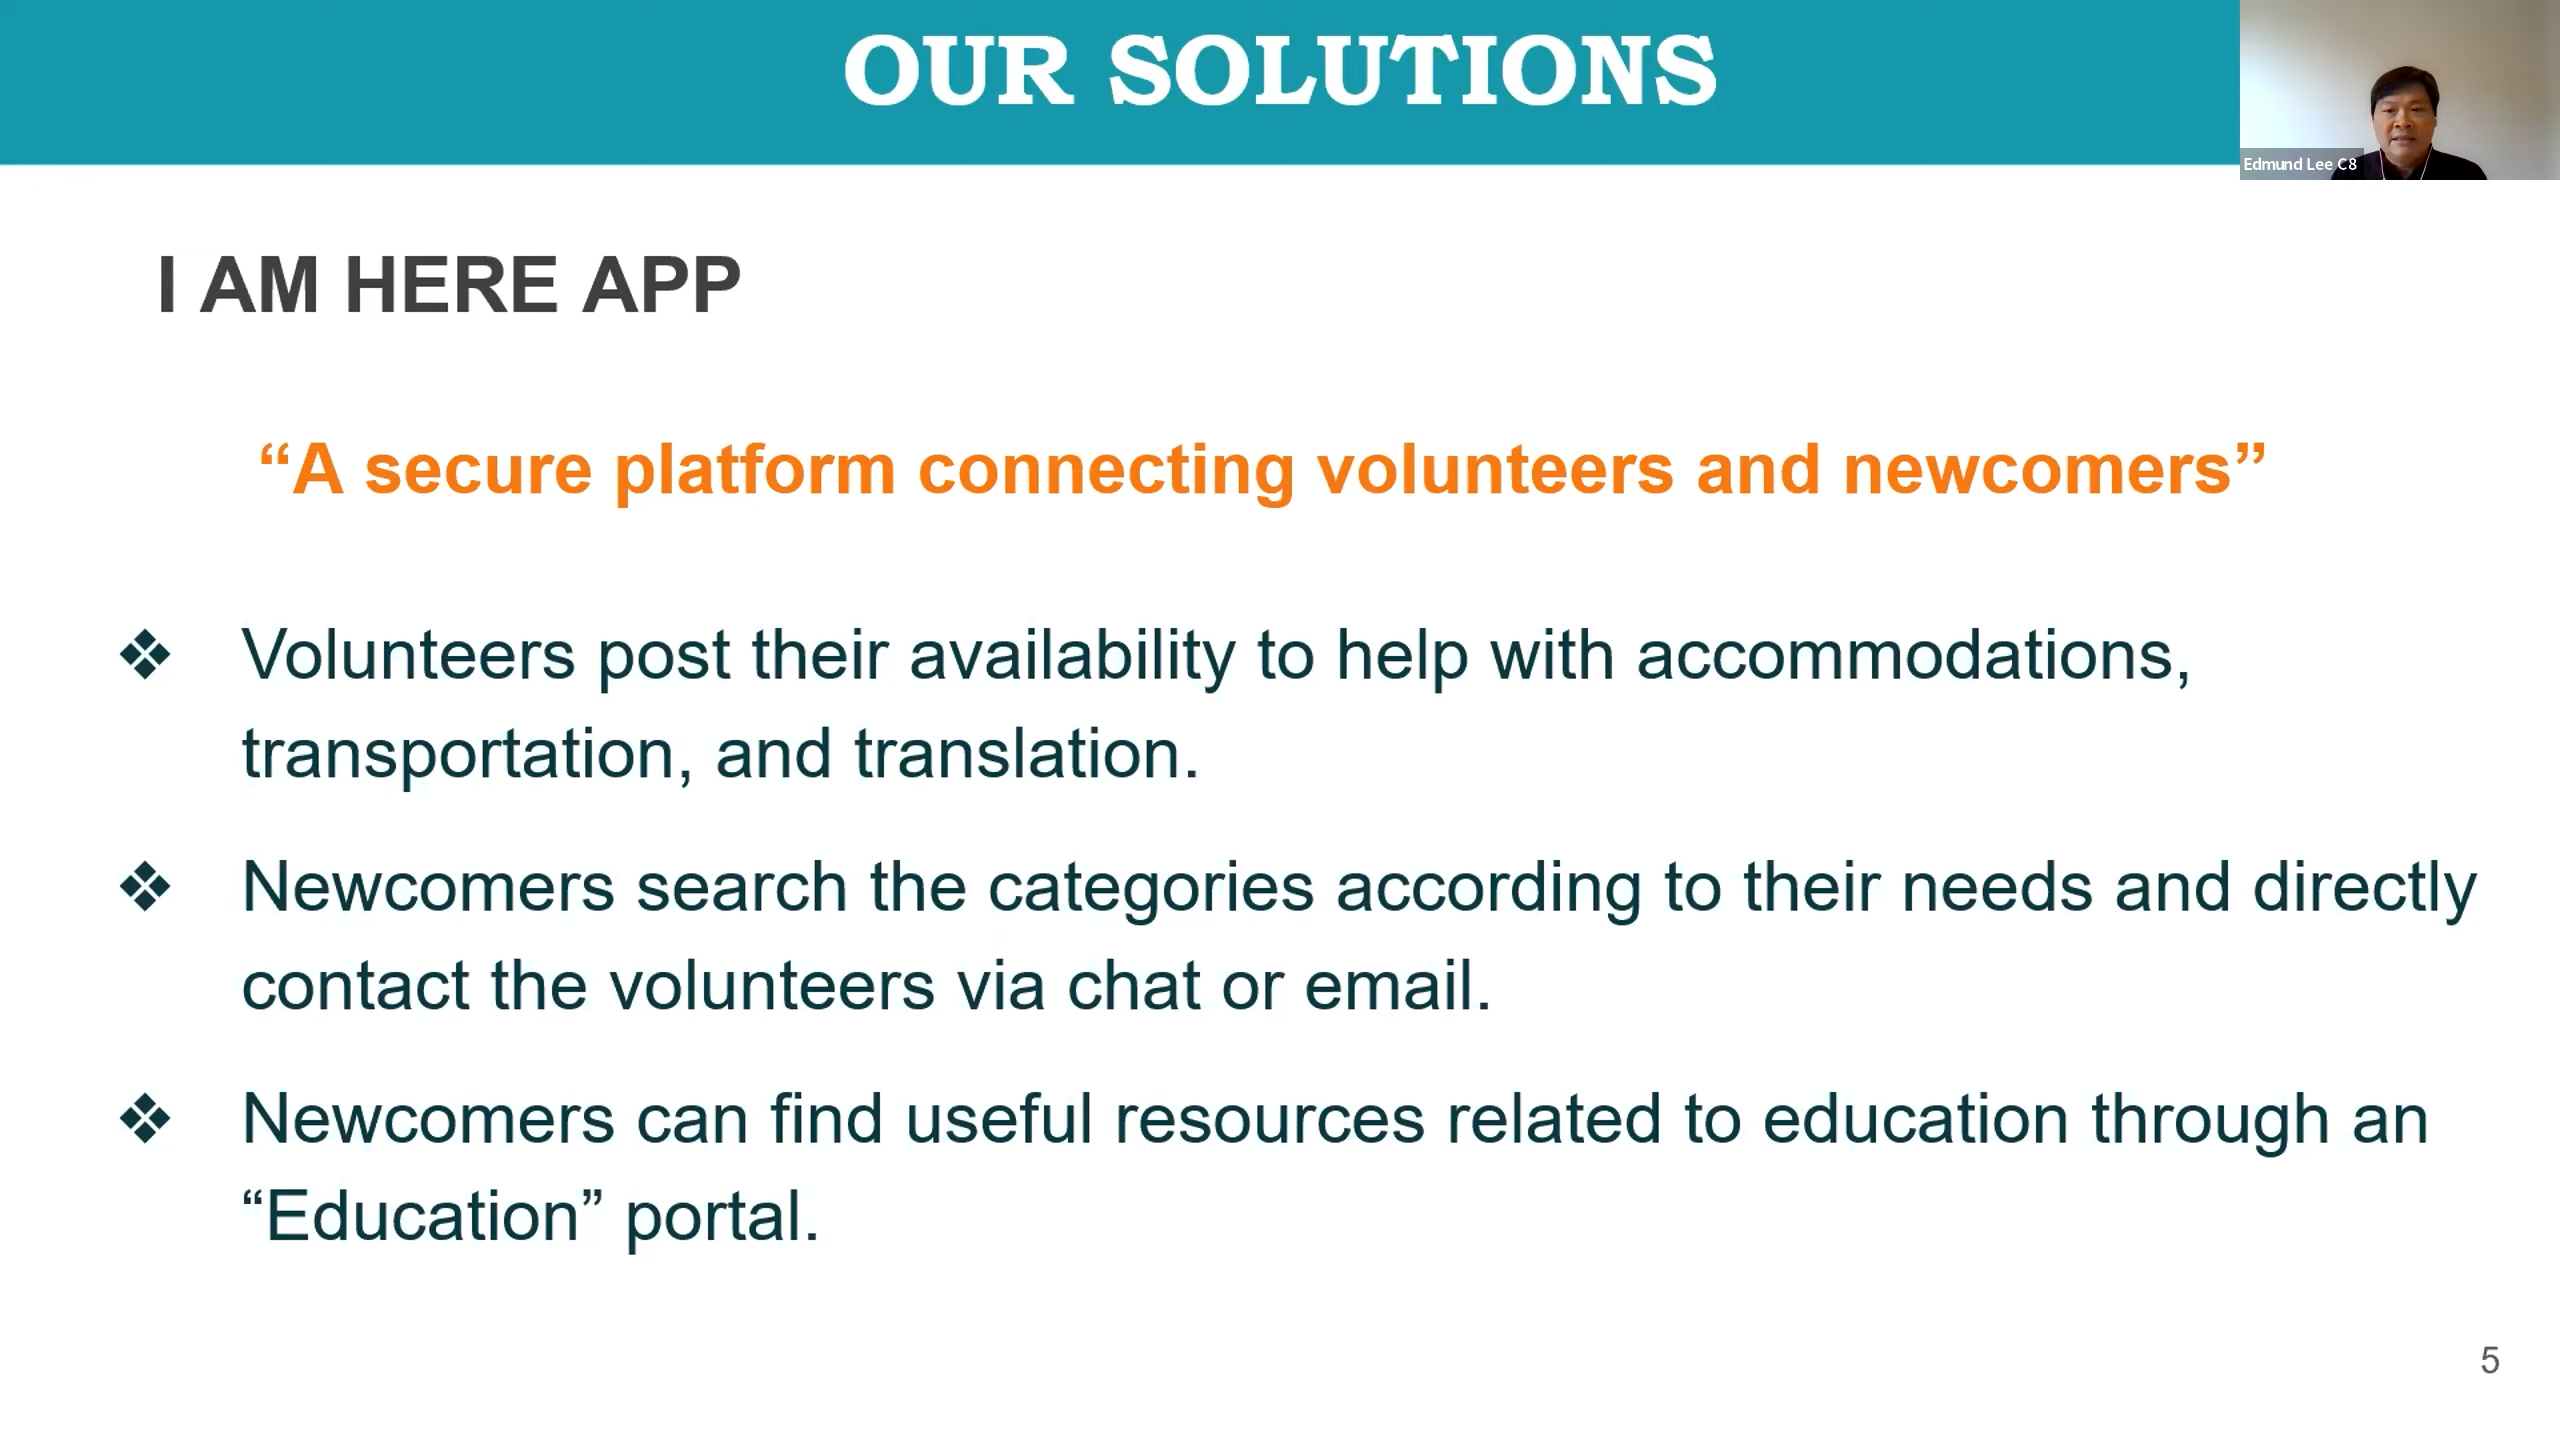 OUR SOLUTIONS
Edmund Lee C8
I AM HERE APP
“A secure platform connecting volunteers and newcomers”
❖ Volunteers post their availability to help with accommodations,
transportation, and translation.
❖ Newcomers search the categories according to their needs and directly
contact the volunteers via chat or email.
❖ Newcomers can find useful resources related to education through an
“Education” portal.
5